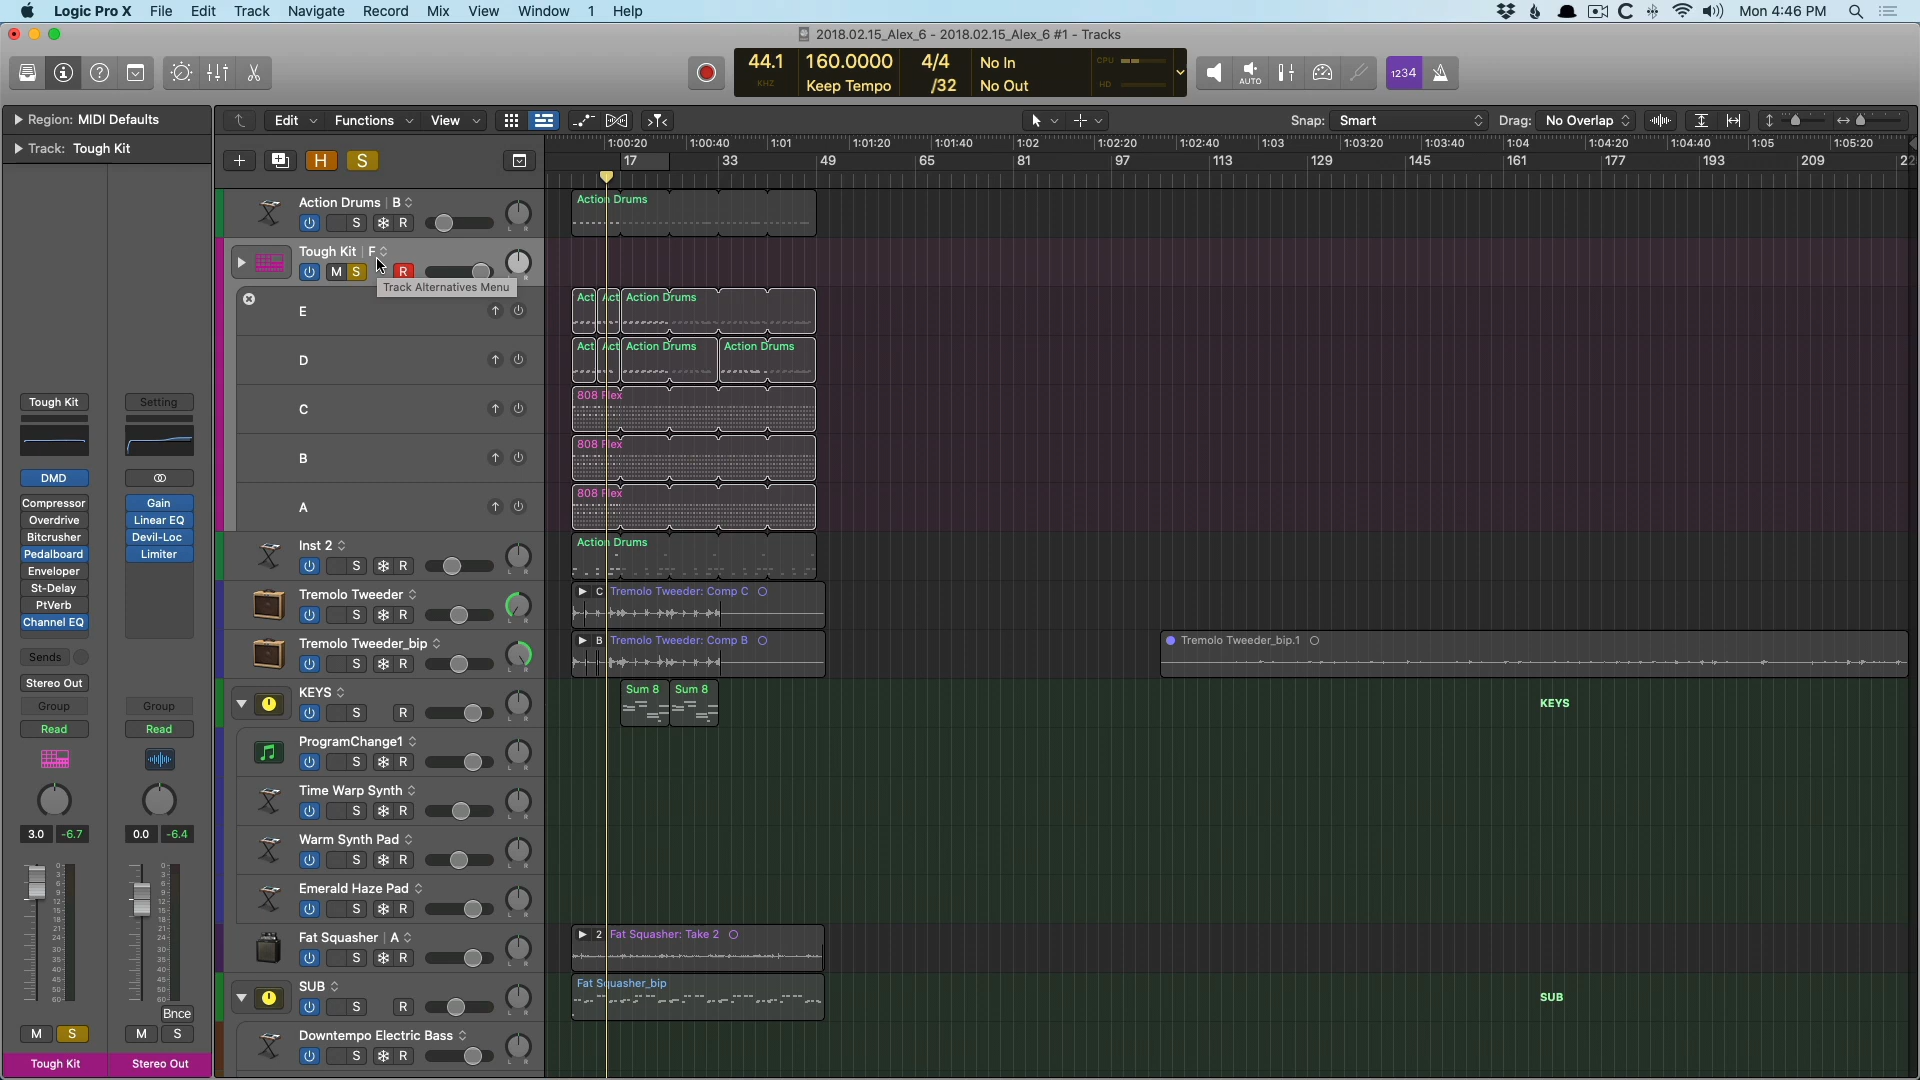 Logic Pro X File Edit Track Navigate Record Mix View Window 1 Help
Mon 4:46 PM
2018.02.15_Alex_6 - 2018.02.15_Alex_6 #1 - Tracks
44.1 160.0000 4/4 No In CPU
KHZ Keep Tempo /32 No Out HD
AUTO
1234
Region: MIDI Defaults
Track: Tough Kit
Edit Functions View
Snap: Smart Drag: No Overlap
1:00:20 1:00:40 1:01 1:01:20 1:01:40 1:02 1:02:20 1:02:40 1:03 1:03:20 1:03:40 1:04 1:04:20 1:04:40 1:05 1:05:20
17 33 49 65 81 97 113 129 145 161 177 193 209 22
H S
Action Drums | B
S R
L R
Action Drums
Tough Kit | F
M S R
Track Alternatives Menu
E
Act Act Action Drums
D
Act Act Action Drums Action Drums
C
808 Flex
B
808 Flex
A
808 Flex
Inst 2
S R
L R
Action Drums
Tremolo Tweeder
S R
L R
C Tremolo Tweeder: Comp C
Tremolo Tweeder_bip
S R
L R
B Tremolo Tweeder: Comp B
Tremolo Tweeder_bip.1
KEYS
S R
L R
Sum 8 Sum 8
KEYS
ProgramChange1
S R
L R
Time Warp Synth
S R
L R
Warm Synth Pad
S R
L R
Emerald Haze Pad
S R
L R
Fat Squasher | A
S R
L R
2 Fat Squasher: Take 2
SUB
S R
L R
Fat Squasher_bip
SUB
Downtempo Electric Bass
S R
L R
Tough Kit Setting
DMD
Compressor Gain
Overdrive Linear EQ
Bitcrusher Devil-Loc
Pedalboard Limiter
Enveloper
St-Delay
PtVerb
Channel EQ
Sends
Stereo Out
Group Group
Read Read
3.0 -6.7 0.0 -6.4
Bnce
M S M S
Tough Kit Stereo Out